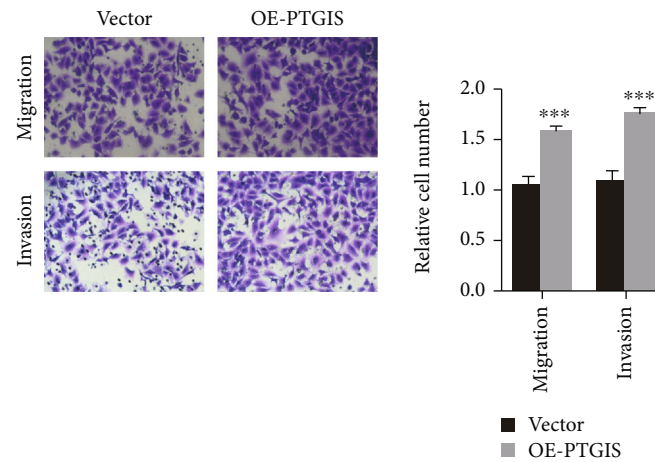 Vector OE-PTGIS
Migration
Invasion
Relative cell number
2.0
1.5
1.0
0.5
0.0
***
***
Migration
Invasion
Vector
OE-PTGIS